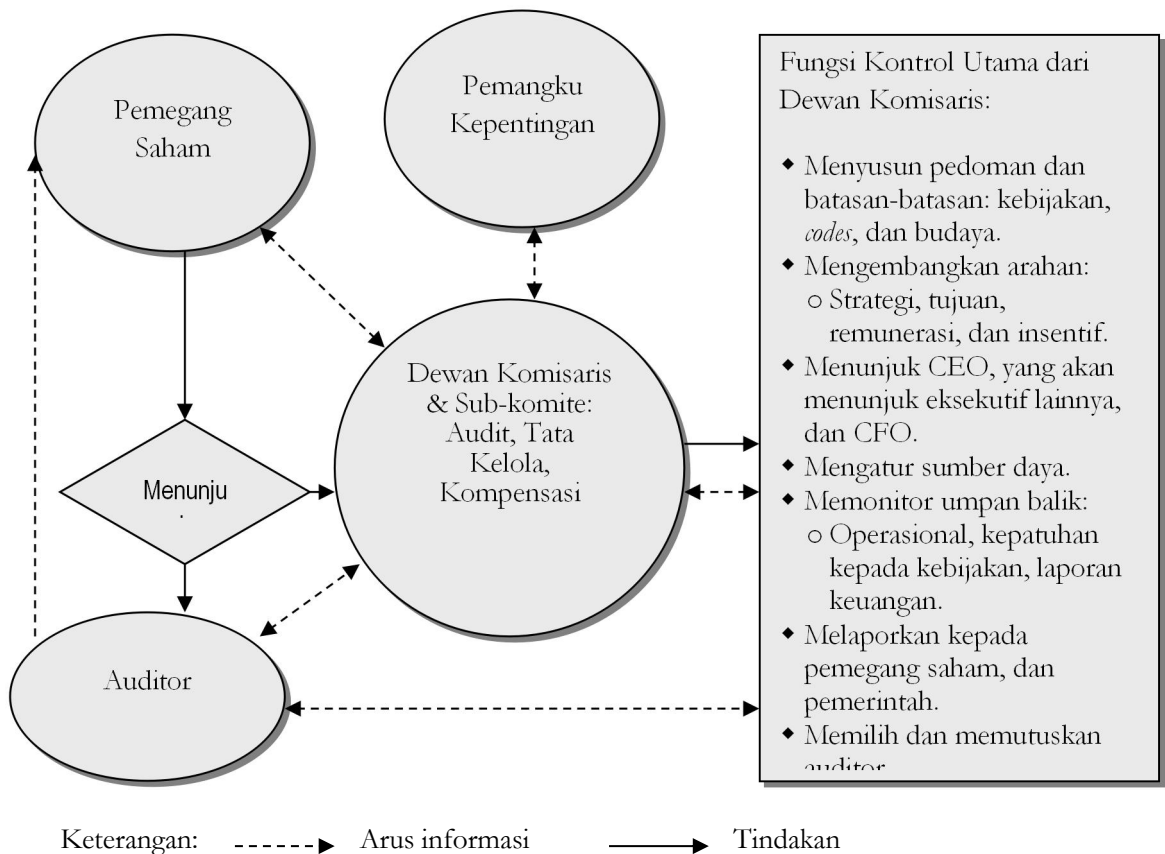 Pemegang
Saham
Pemangku
Kepentingan
Dewan Komisaris
& Sub-komite:
Audit, Tata
Kelola,
Kompensasi
Menunju
Auditor
Fungsi Kontrol Utama dari
Dewan Komisaris:
◆ Menyusun pedoman dan
batasan-batasan: kebijakan,
codes, dan budaya.
◆ Mengembangkan arahan:
o Strategi, tujuan,
remunerasi, dan insentif.
◆ Menunjuk CEO, yang akan
menunjuk eksekutif lainnya,
dan CFO.
◆ Mengatur sumber daya.
◆ Memonitor umpan balik:
o Operasional, kepatuhan
kepada kebijakan, laporan
keuangan.
◆ Melaporkan kepada
pemegang saham, dan
pemerintah.
◆ Memilih dan memutuskan
auditor
Keterangan: Arus informasi Tindakan